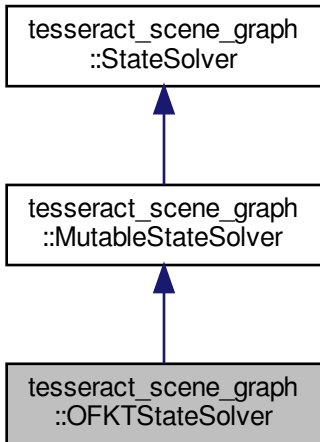 tesseract_scene_graph
::StateSolver
tesseract_scene_graph
::MutableStateSolver
tesseract_scene_graph
::OFKTStateSolver